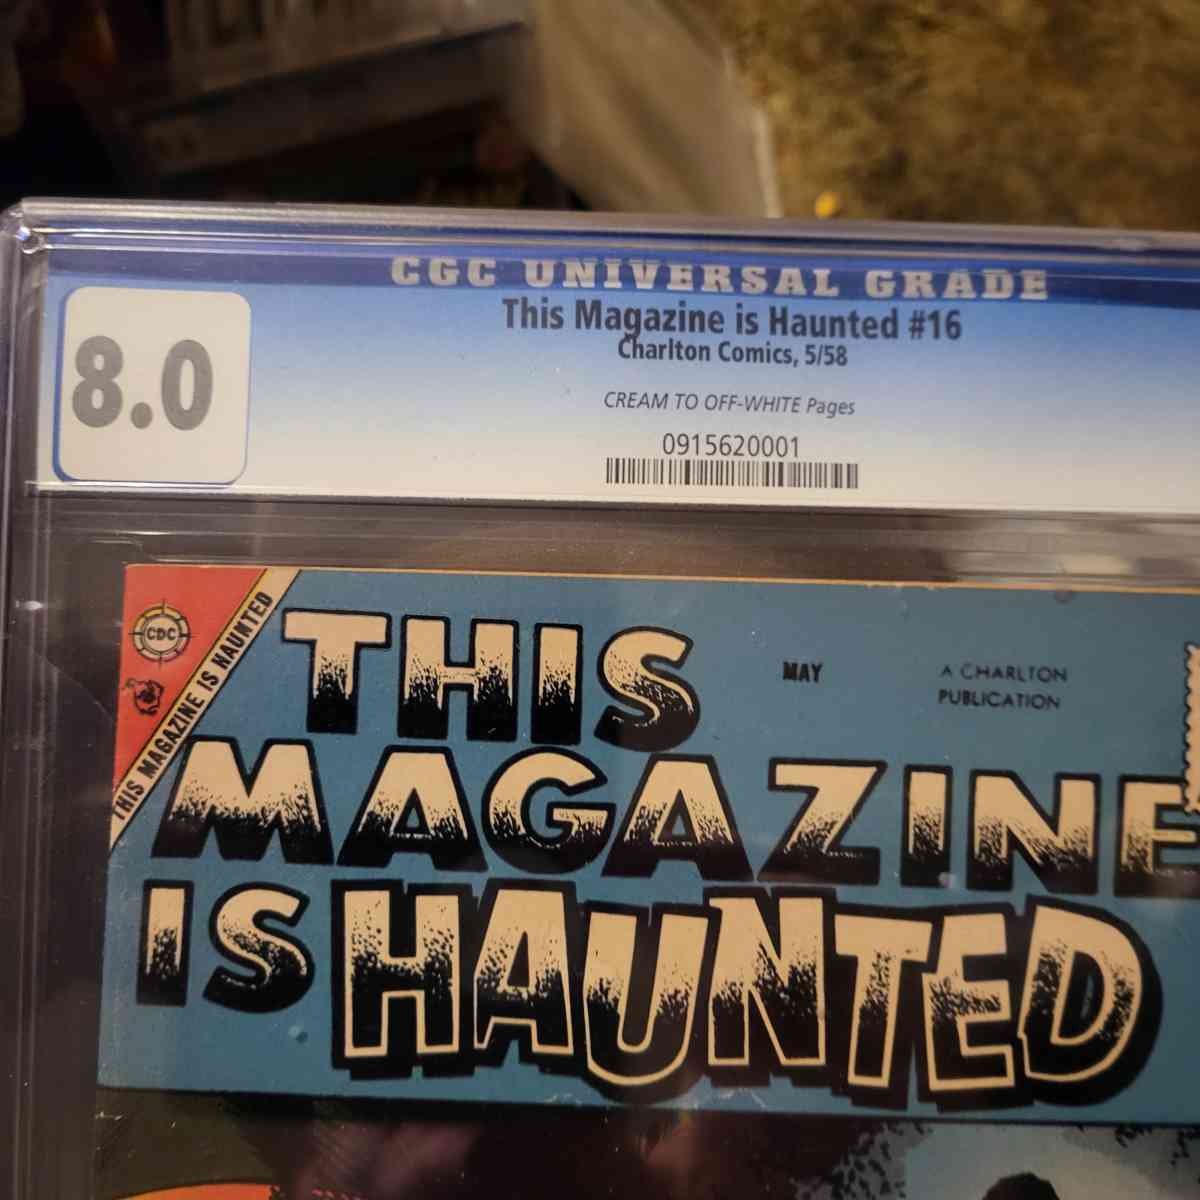 CGC UNIVERSAL GRADE
8.0
This Magazine is Haunted #16
Charlton Comics, 5/58
CREAM TO OFF-WHITE Pages
0915620001
CDC
THIS MAGAZINE IS HAUNTED
MAY
A CHARLTON
PUBLICATION
THIS
MAGAZINE
IS HAUNTED